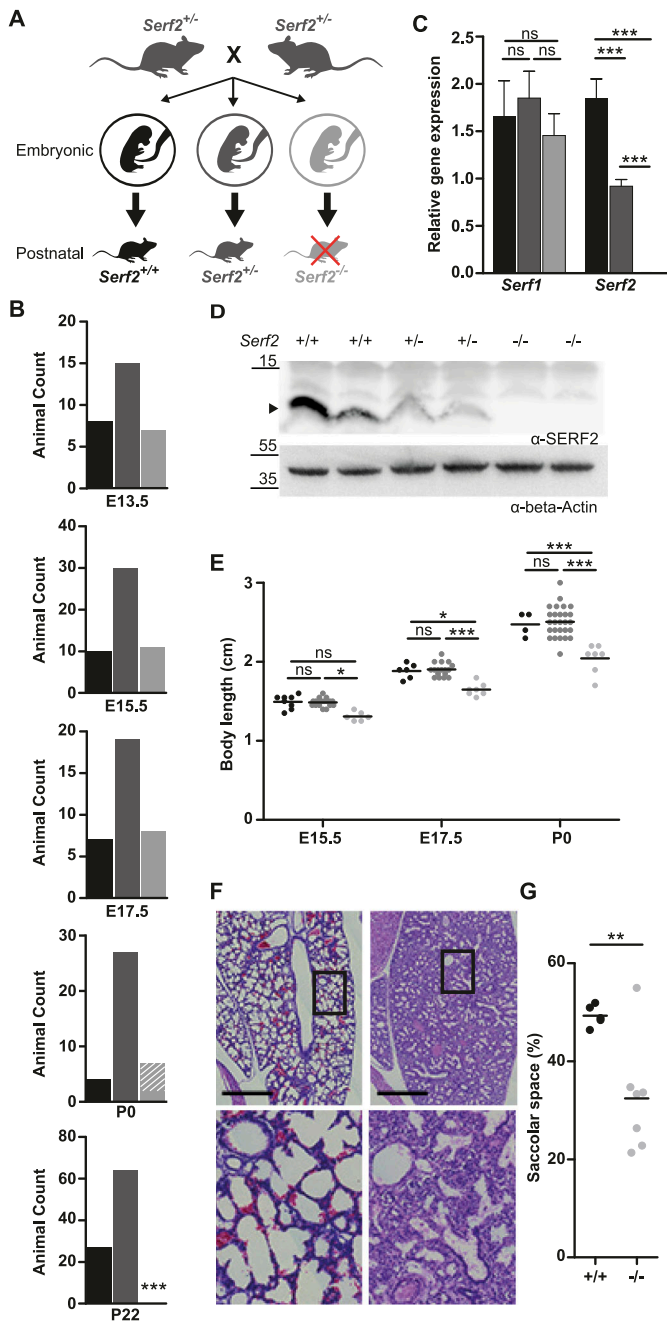 A
Serf2+/-
Serf2+/-
X
Embryonic
Postnatal
Serf2+/+
Serf2+/-
Serf2-/-
B
Animal Count
20
15
10
5
0
E13.5
Animal Count
40
30
20
10
0
E15.5
Animal Count
20
15
10
5
0
E17.5
Animal Count
30
20
10
0
P0
Animal Count
80
60
40
20
0
***
P22
C
Relative gene expression
2.5
2.0
1.5
1.0
0.5
0.0
ns
ns
ns
***
***
***
Serf1
Serf2
D
Serf2 +/+ +/+ +/- +/- -/- -/-
15
α-SERF2
55
35
α-beta-Actin
E
Body length (cm)
3
2
1
0
ns
ns
*
*
ns
***
***
ns
***
E15.5
E17.5
P0
F
G
Saccolar space (%)
60
40
20
0
**
+/+
-/-